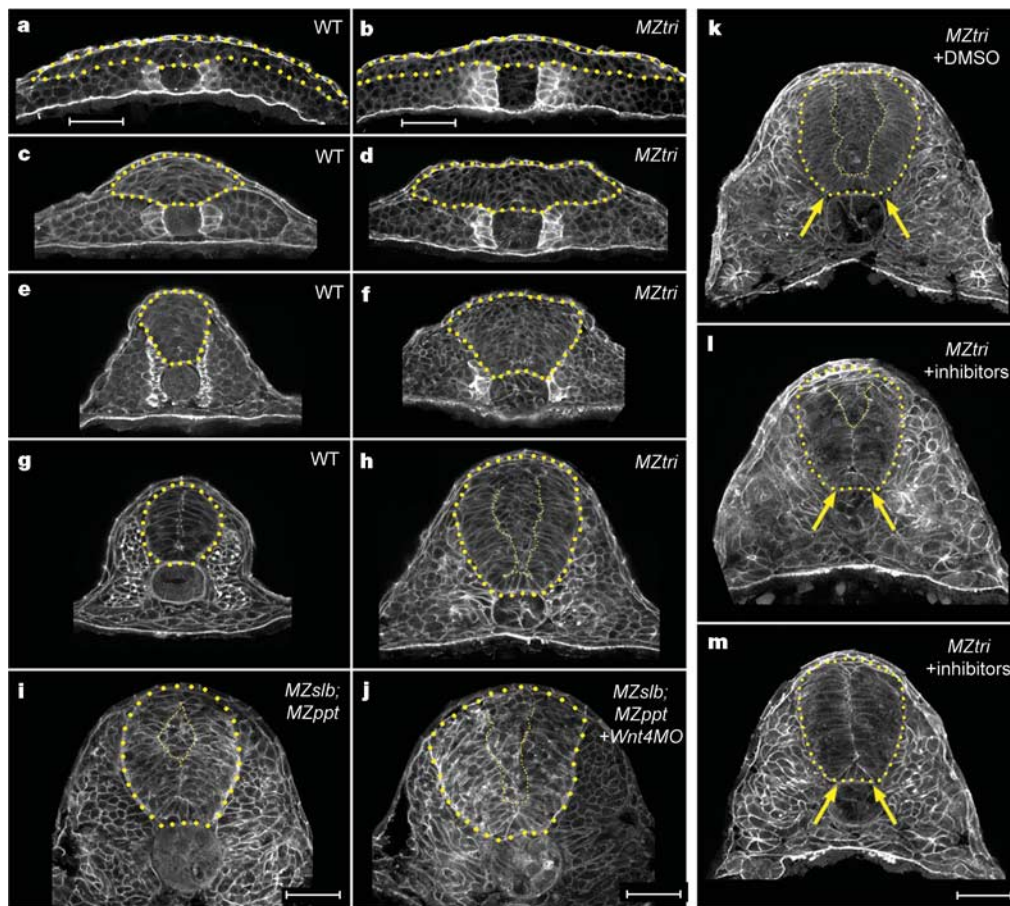 a WT
b MZtri
c WT
d MZtri
e WT
f MZtri
g WT
h MZtri
i MZslb;
MZppt
j MZslb;
MZppt
+Wnt4MO
k MZtri
+DMSO
l MZtri
+inhibitors
m MZtri
+inhibitors